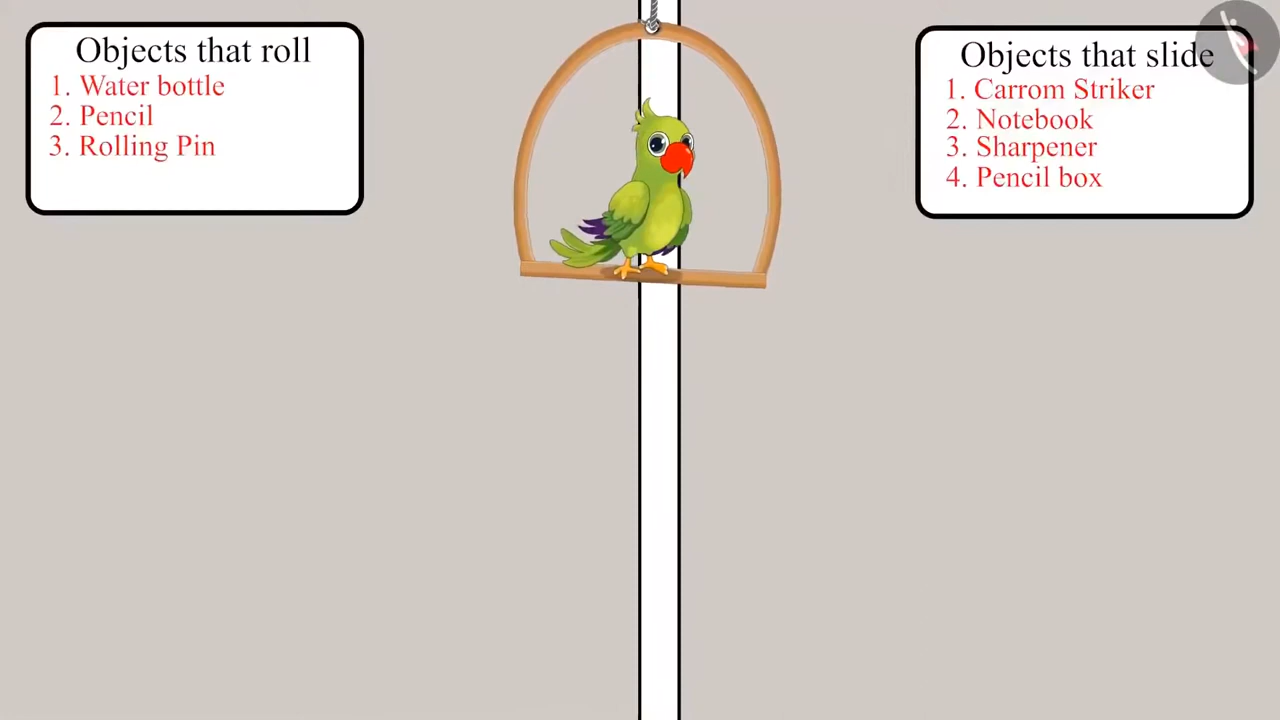 Objects that roll
1. Water bottle
2. Pencil
3. Rolling Pin
Objects that slide
1. Carrom Striker
2. Notebook
3. Sharpener
4. Pencil box